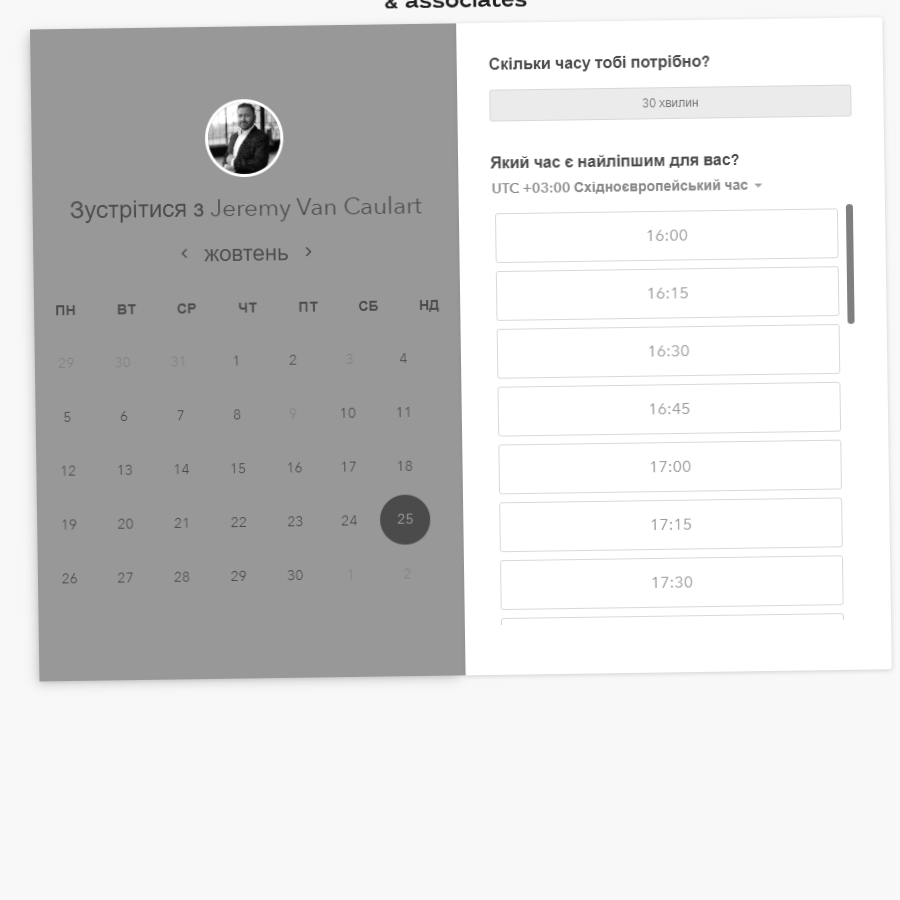 & associates
Зустрітися з Jeremy Van Caulart
жовтень
ПН ВТ СР ЧТ ПТ СБ НД
29 30 31 1 2 3 4
5 6 7 8 9 10 11
12 13 14 15 16 17 18
19 20 21 22 23 24 25
26 27 28 29 30 1 2
Скільки часу тобі потрібно?
30 хвилин
Який час є найліпшим для вас?
UTC +03:00 Східноєвропейський час
16:00
16:15
16:30
16:45
17:00
17:15
17:30